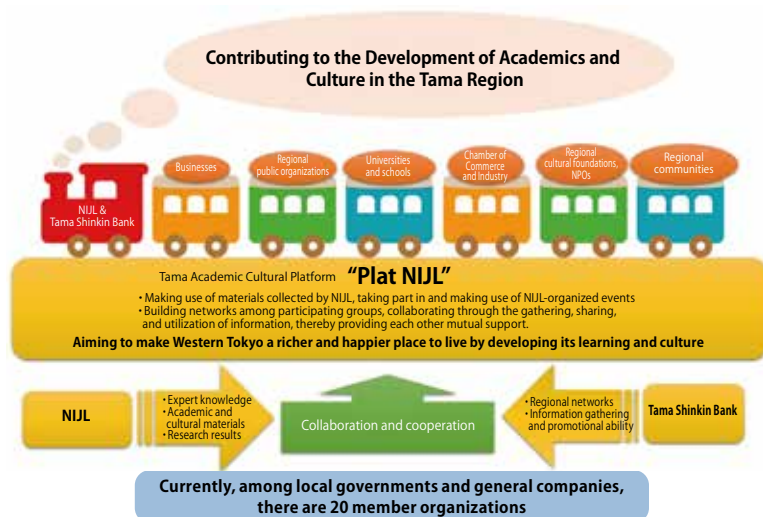 Contributing to the Development of Academics and
Culture in the Tama Region
NIJL &
Tama Shinkin Bank
Businesses
Regional
public organizations
Universities
and schools
Chamber of
Commerce
and Industry
Regional
cultural foundations,
NPOs
Regional
communities
Tama Academic Cultural Platform "Plat NIJL"
・Making use of materials collected by NIJL, taking part in and making use of NIJL-organized events
・Building networks among participating groups, collaborating through the gathering, sharing,
and utilization of information, thereby providing each other mutual support.
Aiming to make Western Tokyo a richer and happier place to live by developing its learning and culture
NIJL
・Expert knowledge
・Academic and
cultural materials
・Research results
Collaboration and cooperation
・Regional networks
・Information gathering
and promotional ability
Tama Shinkin Bank
Currently, among local governments and general companies,
there are 20 member organizations